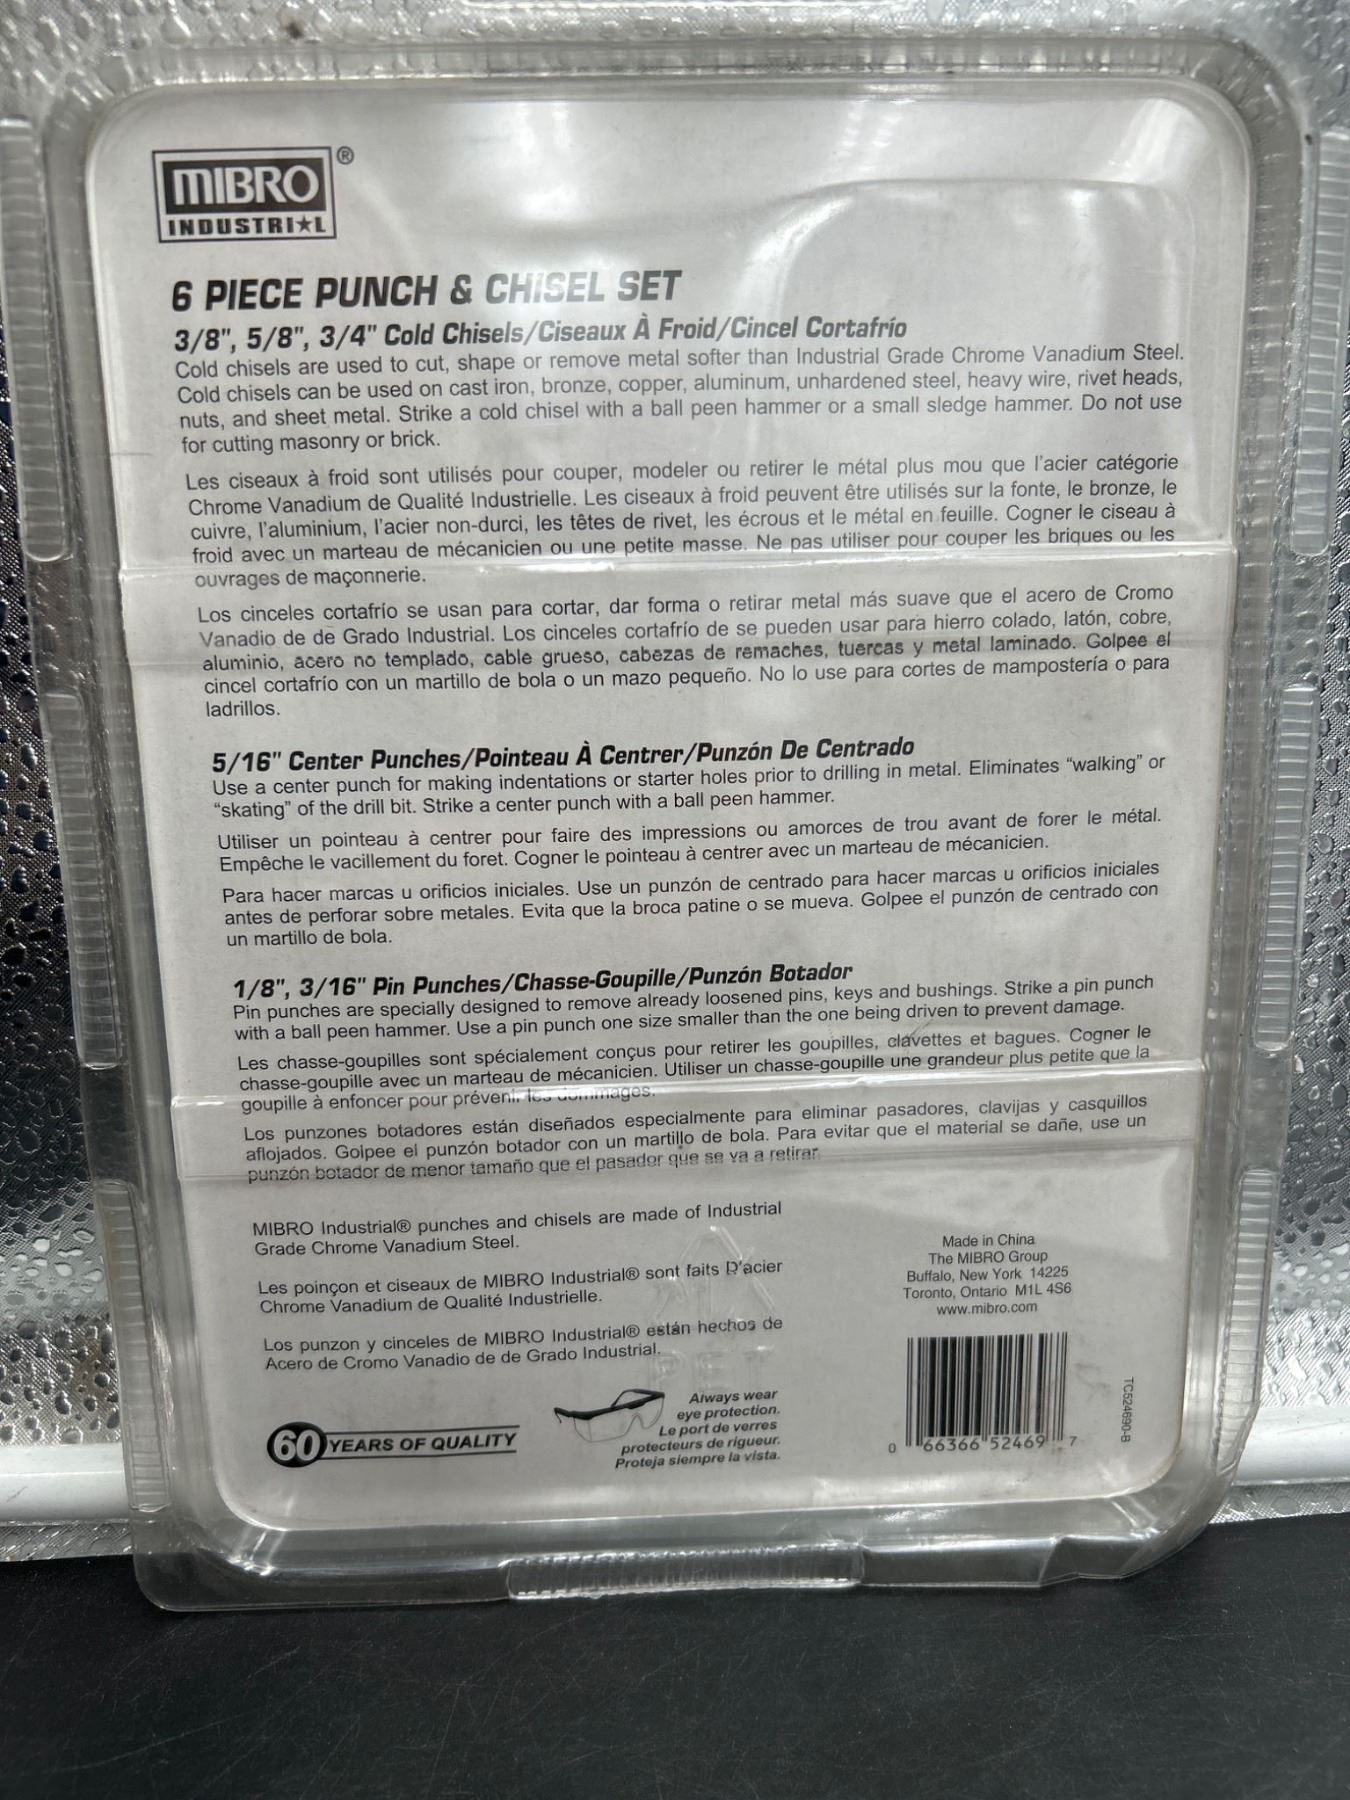 MIBRO ®
INDUSTRI★L
6 PIECE PUNCH & CHISEL SET
3/8", 5/8", 3/4" Cold Chisels/Ciseaux À Froid/Cincel Cortafrío
Cold chisels are used to cut, shape or remove metal softer than Industrial Grade Chrome Vanadium Steel.
Cold chisels can be used on cast iron, bronze, copper, aluminum, unhardened steel, heavy wire, rivet heads,
nuts, and sheet metal. Strike a cold chisel with a ball peen hammer or a small sledge hammer. Do not use
for cutting masonry or brick.
Les ciseaux à froid sont utilisés pour couper, modeler ou retirer le métal plus mou que l'acier catégorie
Chrome Vanadium de Qualité Industrielle. Les ciseaux à froid peuvent être utilisés sur la fonte, le bronze, le
cuivre, l'aluminium, l'acier non-durci, les têtes de rivet, les écrous et le métal en feuille. Cogner le ciseau à
froid avec un marteau de mécanicien ou une petite masse. Ne pas utiliser pour couper les briques ou les
ouvrages de maçonnerie.
Los cinceles cortafrío se usan para cortar, dar forma o retirar metal más suave que el acero de Cromo
Vanadio de de Grado Industrial. Los cinceles cortafrío de se pueden usar para hierro colado, latón, cobre,
aluminio, acero no templado, cable grueso, cabezas de remaches, tuercas y metal laminado. Golpee el
cincel cortafrío con un martillo de bola o un mazo pequeño. No lo use para cortes de mampostería o para
ladrillos.
5/16" Center Punches/Pointeau À Centrer/Punzón De Centrado
Use a center punch for making indentations or starter holes prior to drilling in metal. Eliminates “walking” or
“skating” of the drill bit. Strike a center punch with a ball peen hammer.
Utiliser un pointeau à centrer pour faire des impressions ou amorces de trou avant de forer le métal.
Empêche le vacillement du foret. Cogner le pointeau à centrer avec un marteau de mécanicien.
Para hacer marcas u orificios iniciales. Use un punzón de centrado para hacer marcas u orificios iniciales
antes de perforar sobre metales. Evita que la broca patine o se mueva. Golpee el punzón de centrado con
un martillo de bola.
1/8", 3/16" Pin Punches/Chasse-Goupille/Punzón Botador
Pin punches are specially designed to remove already loosened pins, keys and bushings. Strike a pin punch
with a ball peen hammer. Use a pin punch one size smaller than the one being driven to prevent damage.
Les chasse-goupilles sont spécialement conçus pour retirer les goupilles, clavettes et bagues. Cogner le
chasse-goupille avec un marteau de mécanicien. Utiliser un chasse-goupille une grandeur plus petite que la
goupille à enfoncer pour prévenir les dommages.
Los punzones botadores están diseñados especialmente para eliminar pasadores, clavijas y casquillos
aflojados. Golpee el punzón botador con un martillo de bola. Para evitar que el material se dañe, use un
punzón botador de menor tamaño que el pasador que se va a retirar.
MIBRO Industrial® punches and chisels are made of Industrial
Grade Chrome Vanadium Steel.
Les poinçon et ciseaux de MIBRO Industrial® sont faits D'acier
Chrome Vanadium de Qualité Industrielle.
Los punzon y cinceles de MIBRO Industrial® están hechos de
Acero de Cromo Vanadio de de Grado Industrial.
Made in China
The MIBRO Group
Buffalo, New York 14225
Toronto, Ontario M1L 4S6
www.mibro.com
PET
60 YEARS OF QUALITY
Always wear
eye protection.
Le port de verres
protecteurs de rigueur.
Proteja siempre la vista.
0 66366 52469 7
TC524690-B